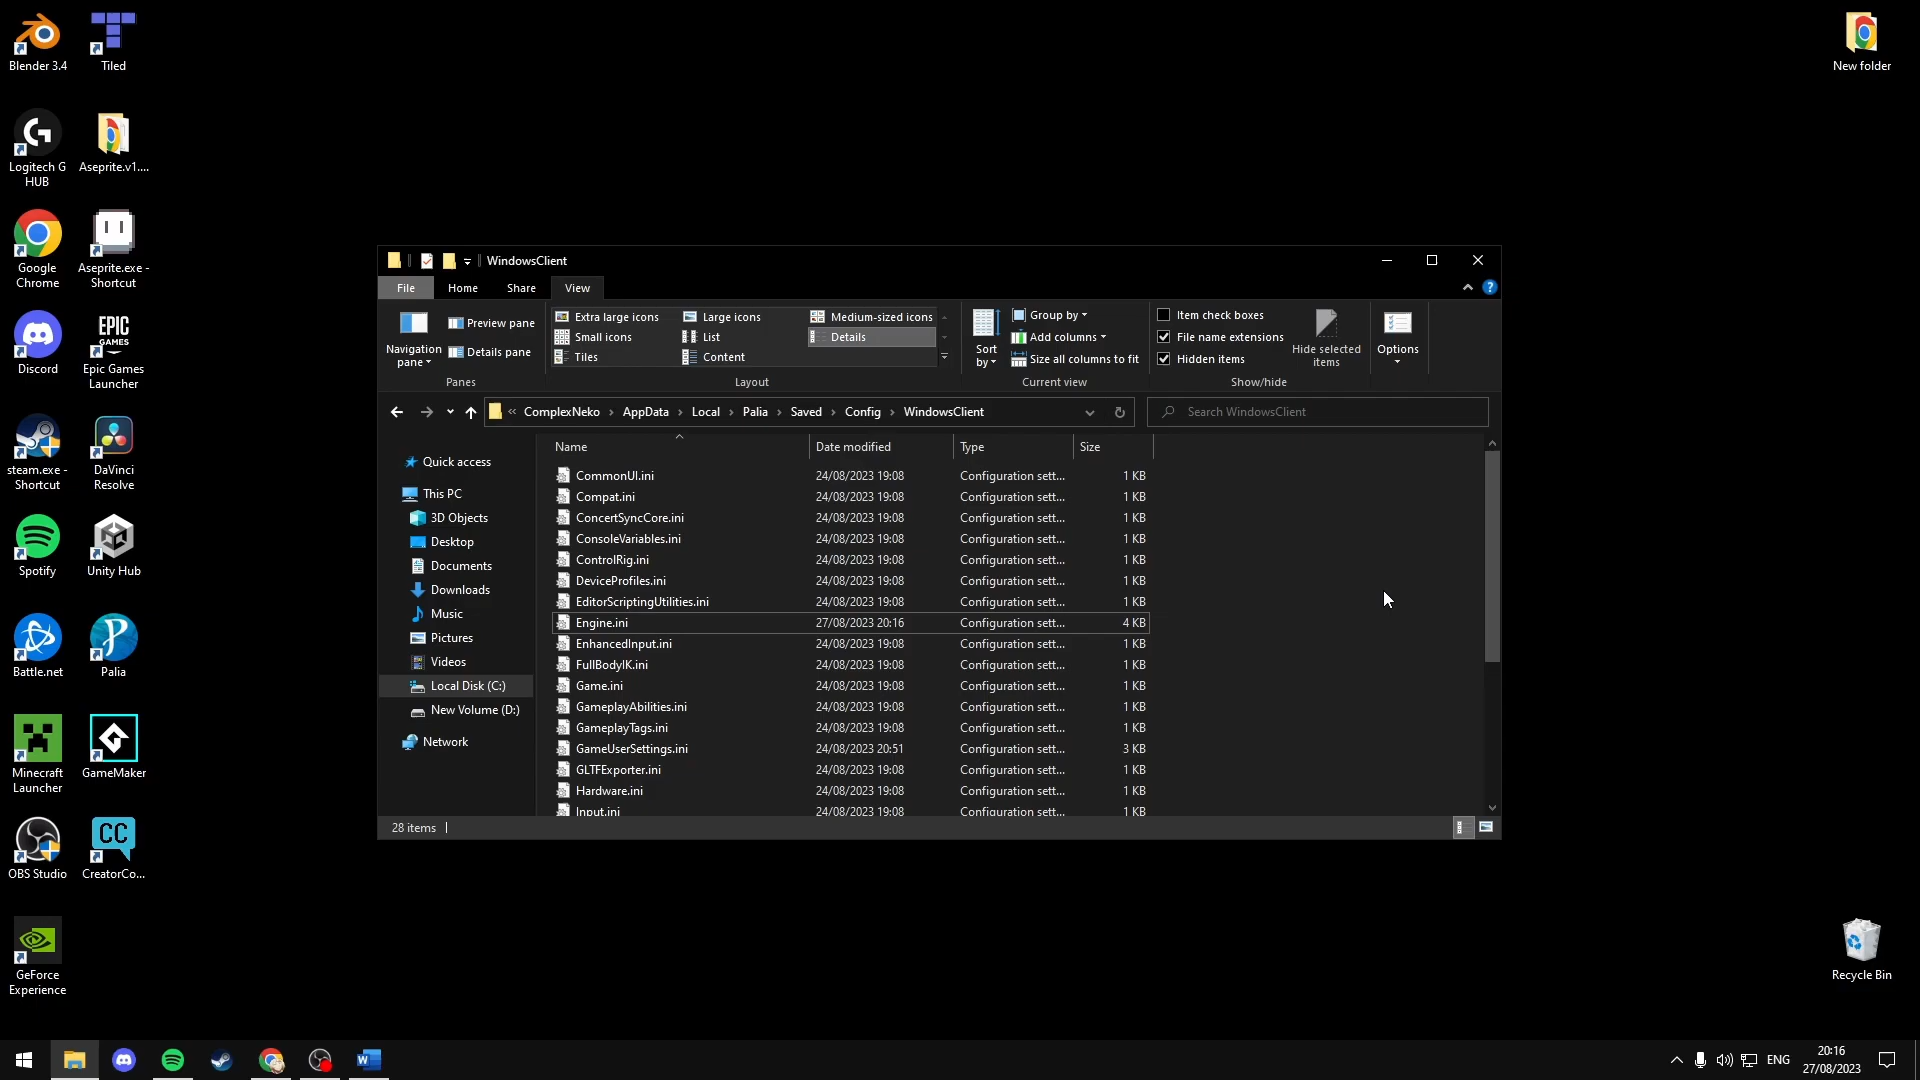 Blender 3.4
Tiled
New folder
Logitech G
HUB
Aseprite.v1....
Google
Chrome
Aseprite.exe -
Shortcut
Discord
EPIC
GAMES
Epic Games
Launcher
steam.exe -
Shortcut
DaVinci
Resolve
Spotify
Unity Hub
Battle.net
Palia
Minecraft
Launcher
GameMaker
OBS Studio
CC
CreatorCo...
GeForce
Experience
Recycle Bin
WindowsClient
File
Home
Share
View
Navigation
pane
Preview pane
Details pane
Panes
Extra large icons
Large icons
Medium-sized icons
Small icons
List
Details
Tiles
Content
Layout
Sort
by
Group by
Add columns
Size all columns to fit
Current view
Item check boxes
File name extensions
Hidden items
Hide selected
items
Show/hide
Options
« ComplexNeko › AppData › Local › Palia › Saved › Config › WindowsClient
Search WindowsClient
Quick access
This PC
3D Objects
Desktop
Documents
Downloads
Music
Pictures
Videos
Local Disk (C:)
New Volume (D:)
Network
Name Date modified Type Size
CommonUI.ini 24/08/2023 19:08 Configuration sett... 1 KB
Compat.ini 24/08/2023 19:08 Configuration sett... 1 KB
ConcertSyncCore.ini 24/08/2023 19:08 Configuration sett... 1 KB
ConsoleVariables.ini 24/08/2023 19:08 Configuration sett... 1 KB
ControlRig.ini 24/08/2023 19:08 Configuration sett... 1 KB
DeviceProfiles.ini 24/08/2023 19:08 Configuration sett... 1 KB
EditorScriptingUtilities.ini 24/08/2023 19:08 Configuration sett... 1 KB
Engine.ini 27/08/2023 20:16 Configuration sett... 4 KB
EnhancedInput.ini 24/08/2023 19:08 Configuration sett... 1 KB
FullBodyIK.ini 24/08/2023 19:08 Configuration sett... 1 KB
Game.ini 24/08/2023 19:08 Configuration sett... 1 KB
GameplayAbilities.ini 24/08/2023 19:08 Configuration sett... 1 KB
GameplayTags.ini 24/08/2023 19:08 Configuration sett... 1 KB
GameUserSettings.ini 24/08/2023 20:51 Configuration sett... 3 KB
GLTFExporter.ini 24/08/2023 19:08 Configuration sett... 1 KB
Hardware.ini 24/08/2023 19:08 Configuration sett... 1 KB
Input.ini 24/08/2023 19:08 Configuration sett... 1 KB
28 items
ENG
20:16
27/08/2023